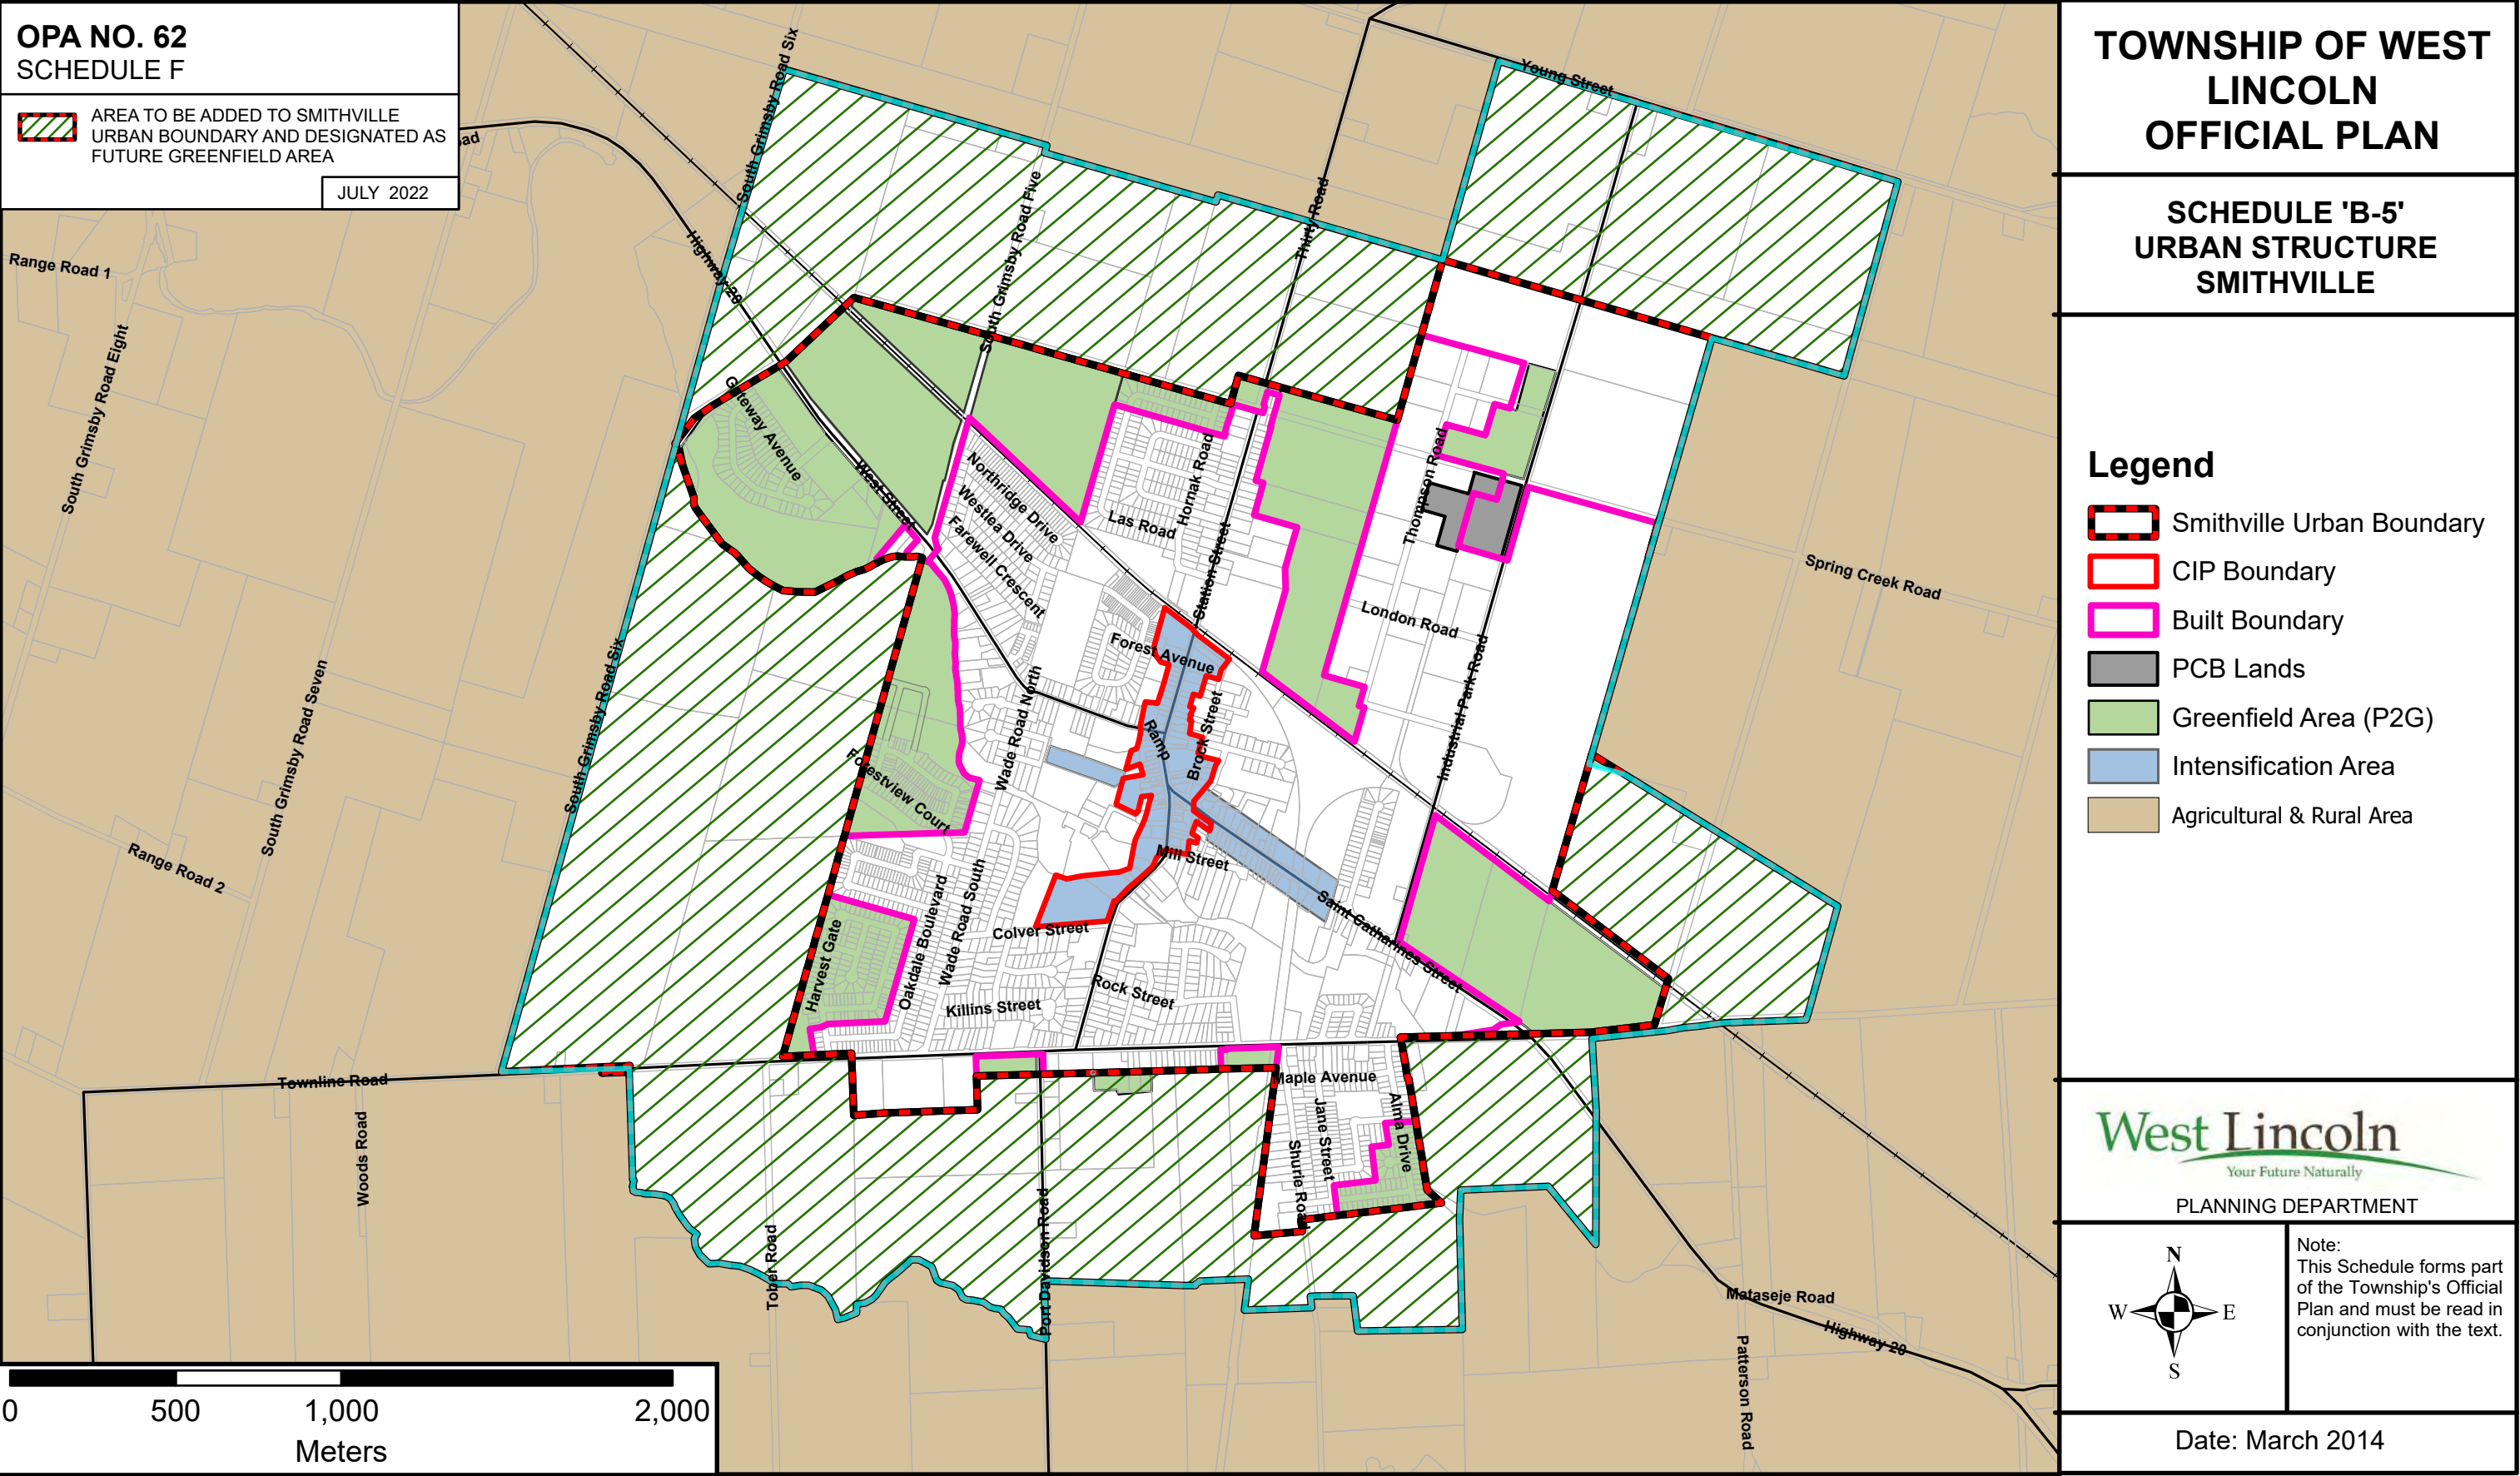 OPA NO. 62
SCHEDULE F
AREA TO BE ADDED TO SMITHVILLE
URBAN BOUNDARY AND DESIGNATED AS
FUTURE GREENFIELD AREA
JULY 2022
TOWNSHIP OF WEST
LINCOLN
OFFICIAL PLAN
SCHEDULE 'B-5'
URBAN STRUCTURE
SMITHVILLE
Legend
Smithville Urban Boundary
CIP Boundary
Built Boundary
PCB Lands
Greenfield Area (P2G)
Intensification Area
Agricultural & Rural Area
West Lincoln
Your Future Naturally
PLANNING DEPARTMENT
N
W
E
S
Note:
This Schedule forms part
of the Township's Official
Plan and must be read in
conjunction with the text.
Date: March 2014
0
500
1,000
2,000
Meters
Young Street
South Grimsby Road Six
South Grimsby Road Five
Thirty Road
Highway 20
Range Road 1
South Grimsby Road Eight
Gateway Avenue
West Street
Northridge Drive
Westlea Drive
Farewell Crescent
Las Road
Hornak Road
Station Street
Thompson Road
London Road
Spring Creek Road
Industrial Park Road
Forest Avenue
Brock Street
Ramp
Wade Road North
South Grimsby Road Six
South Grimsby Road Seven
Range Road 2
Forestview Court
Mill Street
Saint Catharines Street
Colver Street
Wade Road South
Oakdale Boulevard
Harvest Gate
Killins Street
Rock Street
Townline Road
Woods Road
Tober Road
Port Davidson Road
Maple Avenue
Jane Street
Shurie Road
Alma Drive
Mataseje Road
Highway 20
Patterson Road